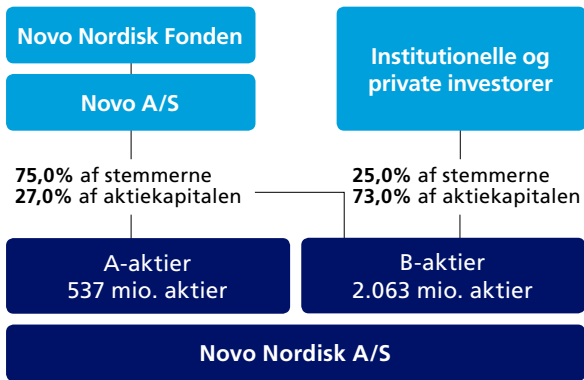 Novo Nordisk Fonden
Novo A/S
Institutionelle og
private investorer
75,0% af stemmerne
27,0% af aktiekapitalen
25,0% af stemmerne
73,0% af aktiekapitalen
A-aktier
537 mio. aktier
B-aktier
2.063 mio. aktier
Novo Nordisk A/S